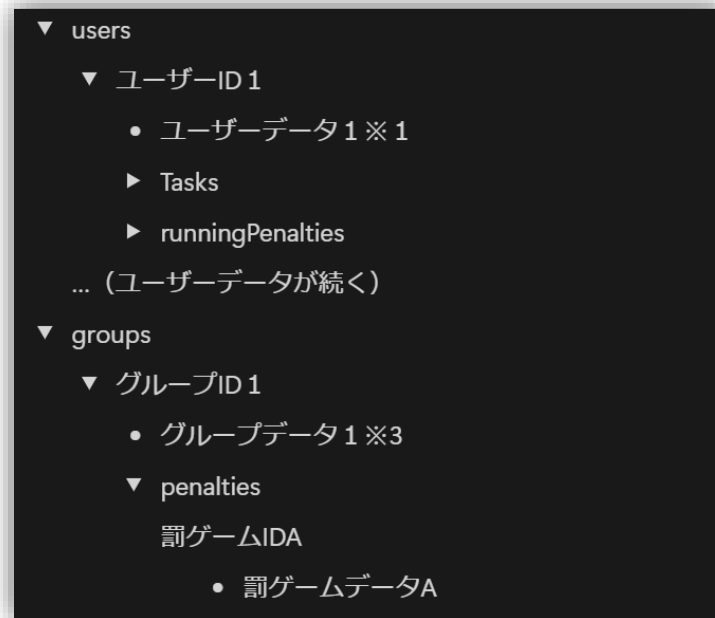 ▼ users
▼ ユーザーID１
• ユーザーデータ１※１
▶ Tasks
▶ runningPenalties
...（ユーザーデータが続く）
▼ groups
▼ グループID１
• グループデータ１※3
▼ penalties
罰ゲームIDA
• 罰ゲームデータA